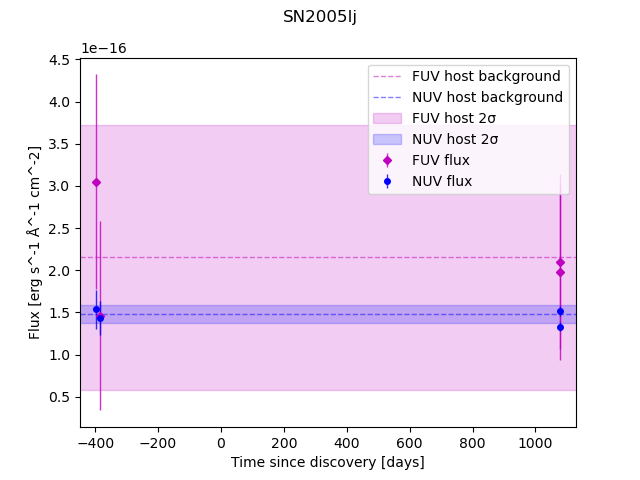 SN2005lj
1e−16
4.5
4.0
3.5
3.0
2.5
2.0
1.5
1.0
0.5
Flux [erg s^-1 Å^-1 cm^-2]
FUV host background
NUV host background
FUV host 2σ
NUV host 2σ
FUV flux
NUV flux
−400 −200 0 200 400 600 800 1000
Time since discovery [days]